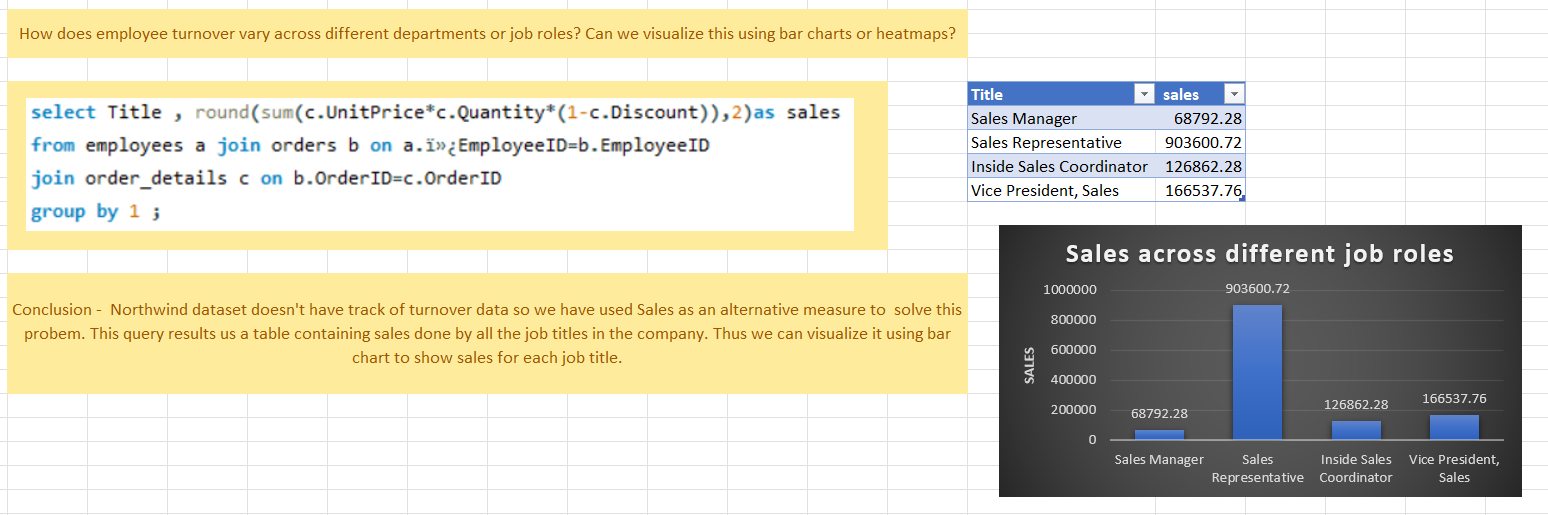 How does employee turnover vary across different departments or job roles? Can we visualize this using bar charts or heatmaps?
select Title , round(sum(c.UnitPrice*c.Quantity*(1-c.Discount)),2)as sales
from employees a join orders b on a.ï»¿EmployeeID=b.EmployeeID
join order_details c on b.OrderID=c.OrderID
group by 1 ;
Conclusion - Northwind dataset doesn't have track of turnover data so we have used Sales as an alternative measure to solve this
probem. This query results us a table containing sales done by all the job titles in the company. Thus we can visualize it using bar
chart to show sales for each job title.
Title sales
Sales Manager 68792.28
Sales Representative 903600.72
Inside Sales Coordinator 126862.28
Vice President, Sales 166537.76
Sales across different job roles
SALES
1000000
800000
600000
400000
200000
0
68792.28
903600.72
126862.28
166537.76
Sales Manager
Sales
Representative
Inside Sales
Coordinator
Vice President,
Sales